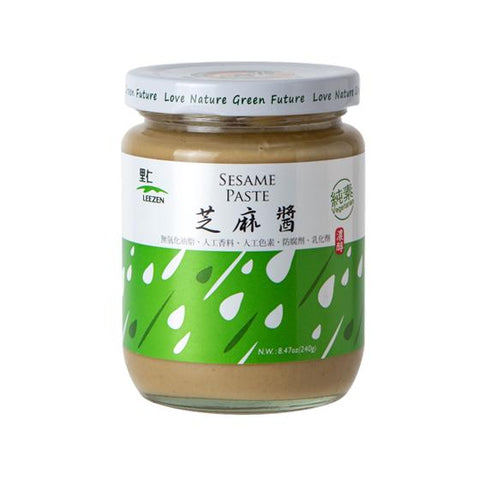 Green Future Love Nature Green Future Love Nature Gree
里仁
LEEZEN
SESAME
PASTE
芝麻醬
無氫化油脂、人工香料、人工色素、防腐劑、乳化劑
純素
Vegetarian
濃醇
N.W.: 8.47oz(240g)